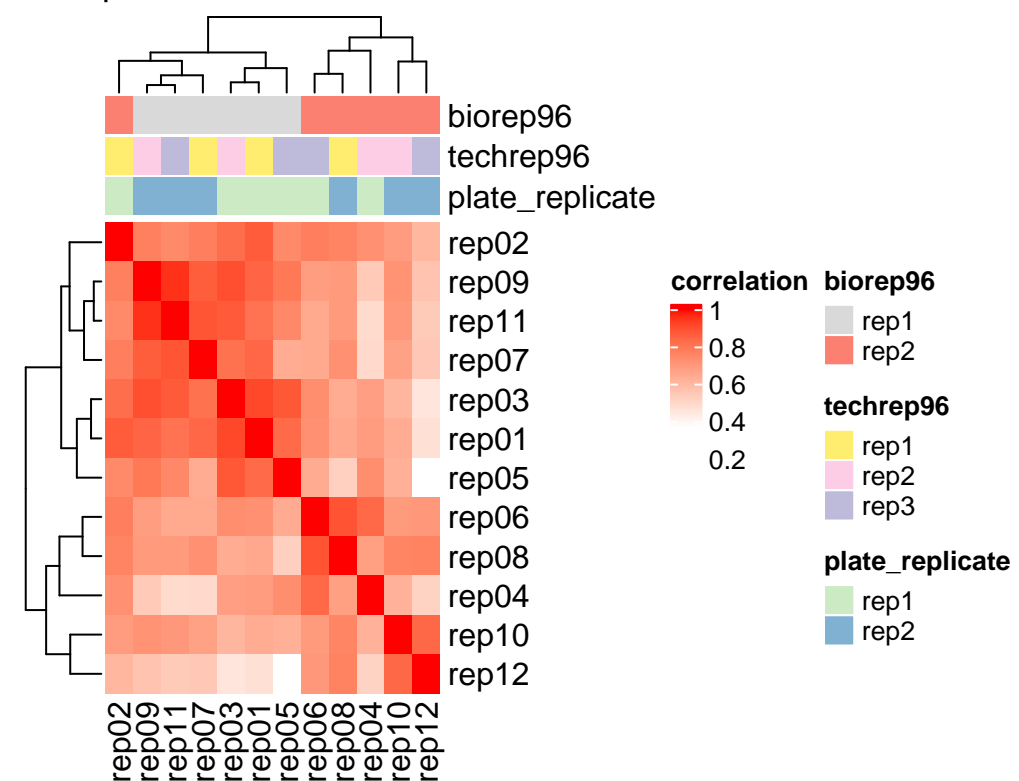 biorep96
techrep96
plate_replicate
rep02
rep09
rep11
rep07
rep03
rep01
rep05
rep06
rep08
rep04
rep10
rep12
rep02 rep09 rep11 rep07 rep03 rep01 rep05 rep06 rep08 rep04 rep10 rep12
correlation
1
0.8
0.6
0.4
0.2
biorep96
rep1
rep2
techrep96
rep1
rep2
rep3
plate_replicate
rep1
rep2